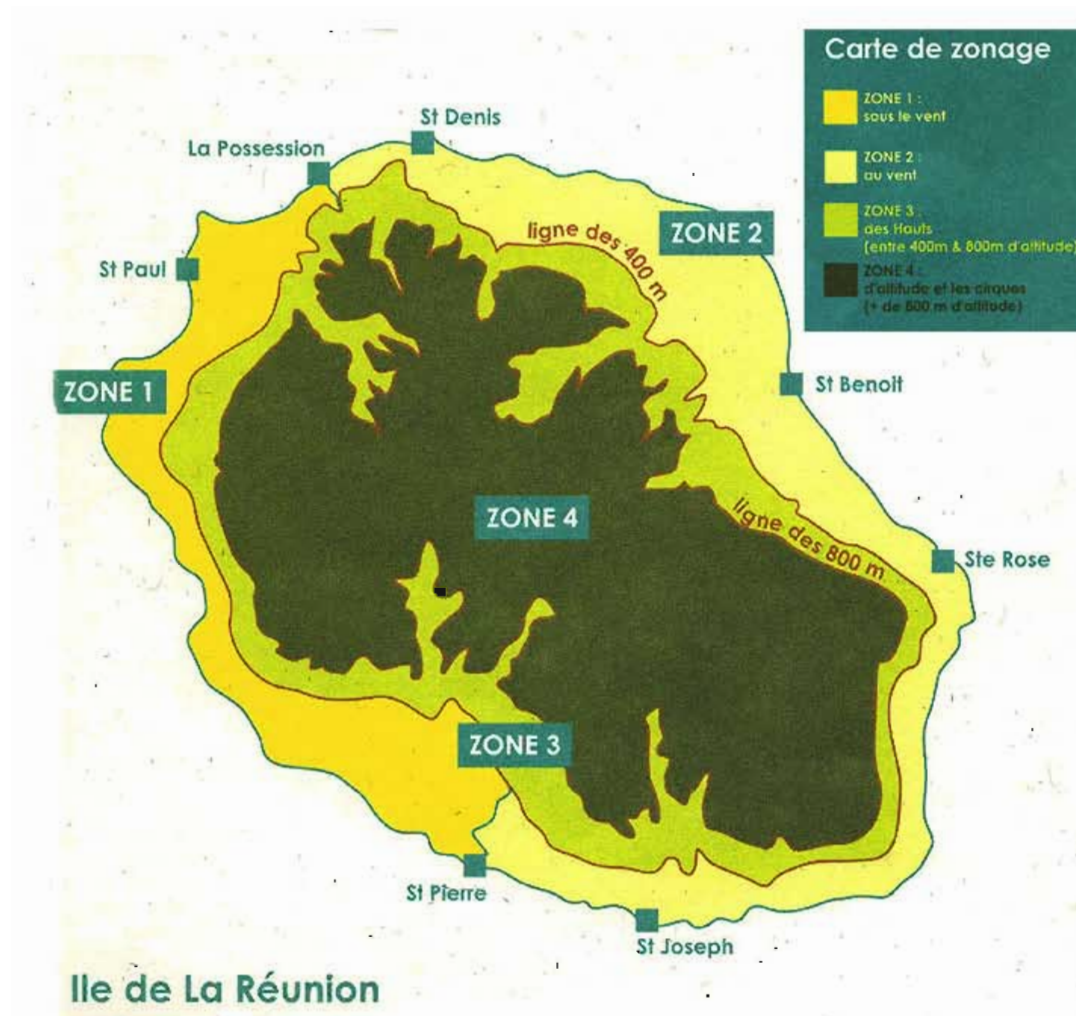 Carte de zonage
ZONE 1 :
sous le vent
ZONE 2 :
au vent
ZONE 3 :
des Hauts
(entre 400m & 800m d'altitude)
ZONE 4 :
d'altitude et les cirques
(+ de 800 m d'altitude)
St Denis
La Possession
ligne des 400 m
ZONE 2
St Paul
ZONE 1
St Benoit
ZONE 4
ligne des 800 m
Ste Rose
ZONE 3
St Pierre
St Joseph
Ile de La Réunion